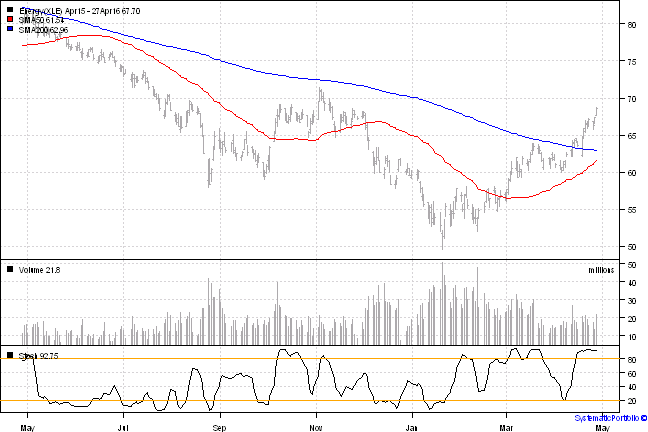 Energy(XLE) Apr15 - 27Apr16 67.70
SMA50 61.54
SMA200 62.96
80
75
70
65
60
55
50
Volume 21.8
millions
50
40
30
20
10
Stoch 92.75
80
60
40
20
May
Jul
Sep
Nov
Jan
Mar
May
SystematicPortfolio ©